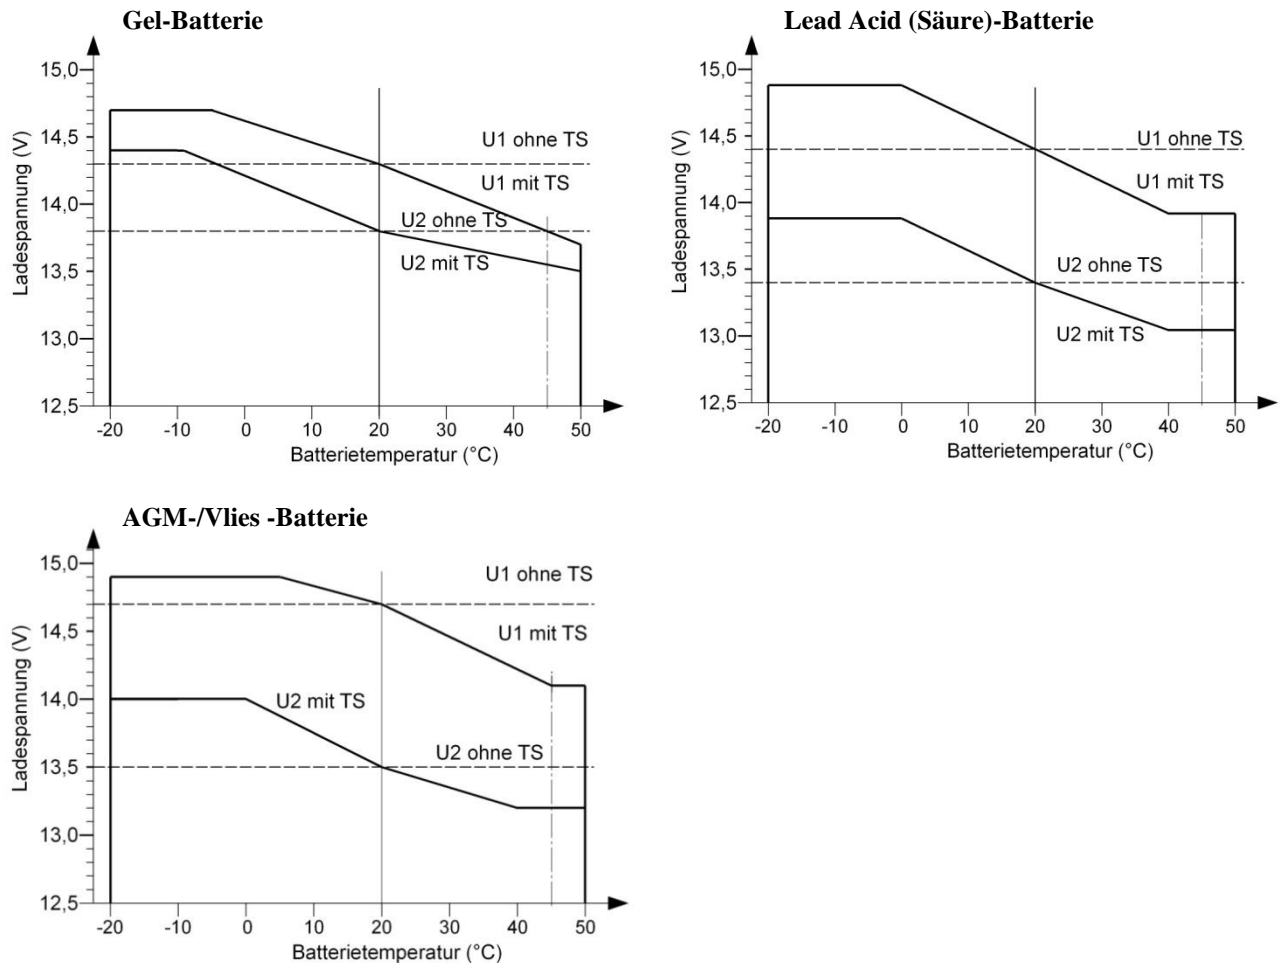 Gel-Batterie
15,0
14,5
14,0
13,5
13,0
12,5
Ladespannung (V)
U1 ohne TS
U1 mit TS
U2 ohne TS
U2 mit TS
-20 -10 0 10 20 30 40 50
Batterietemperatur (°C)
Lead Acid (Säure)-Batterie
15,0
14,5
14,0
13,5
13,0
12,5
Ladespannung (V)
U1 ohne TS
U1 mit TS
U2 ohne TS
U2 mit TS
-20 -10 0 10 20 30 40 50
Batterietemperatur (°C)
AGM-/Vlies -Batterie
15,0
14,5
14,0
13,5
13,0
12,5
Ladespannung (V)
U1 ohne TS
U1 mit TS
U2 mit TS
U2 ohne TS
-20 -10 0 10 20 30 40 50
Batterietemperatur (°C)